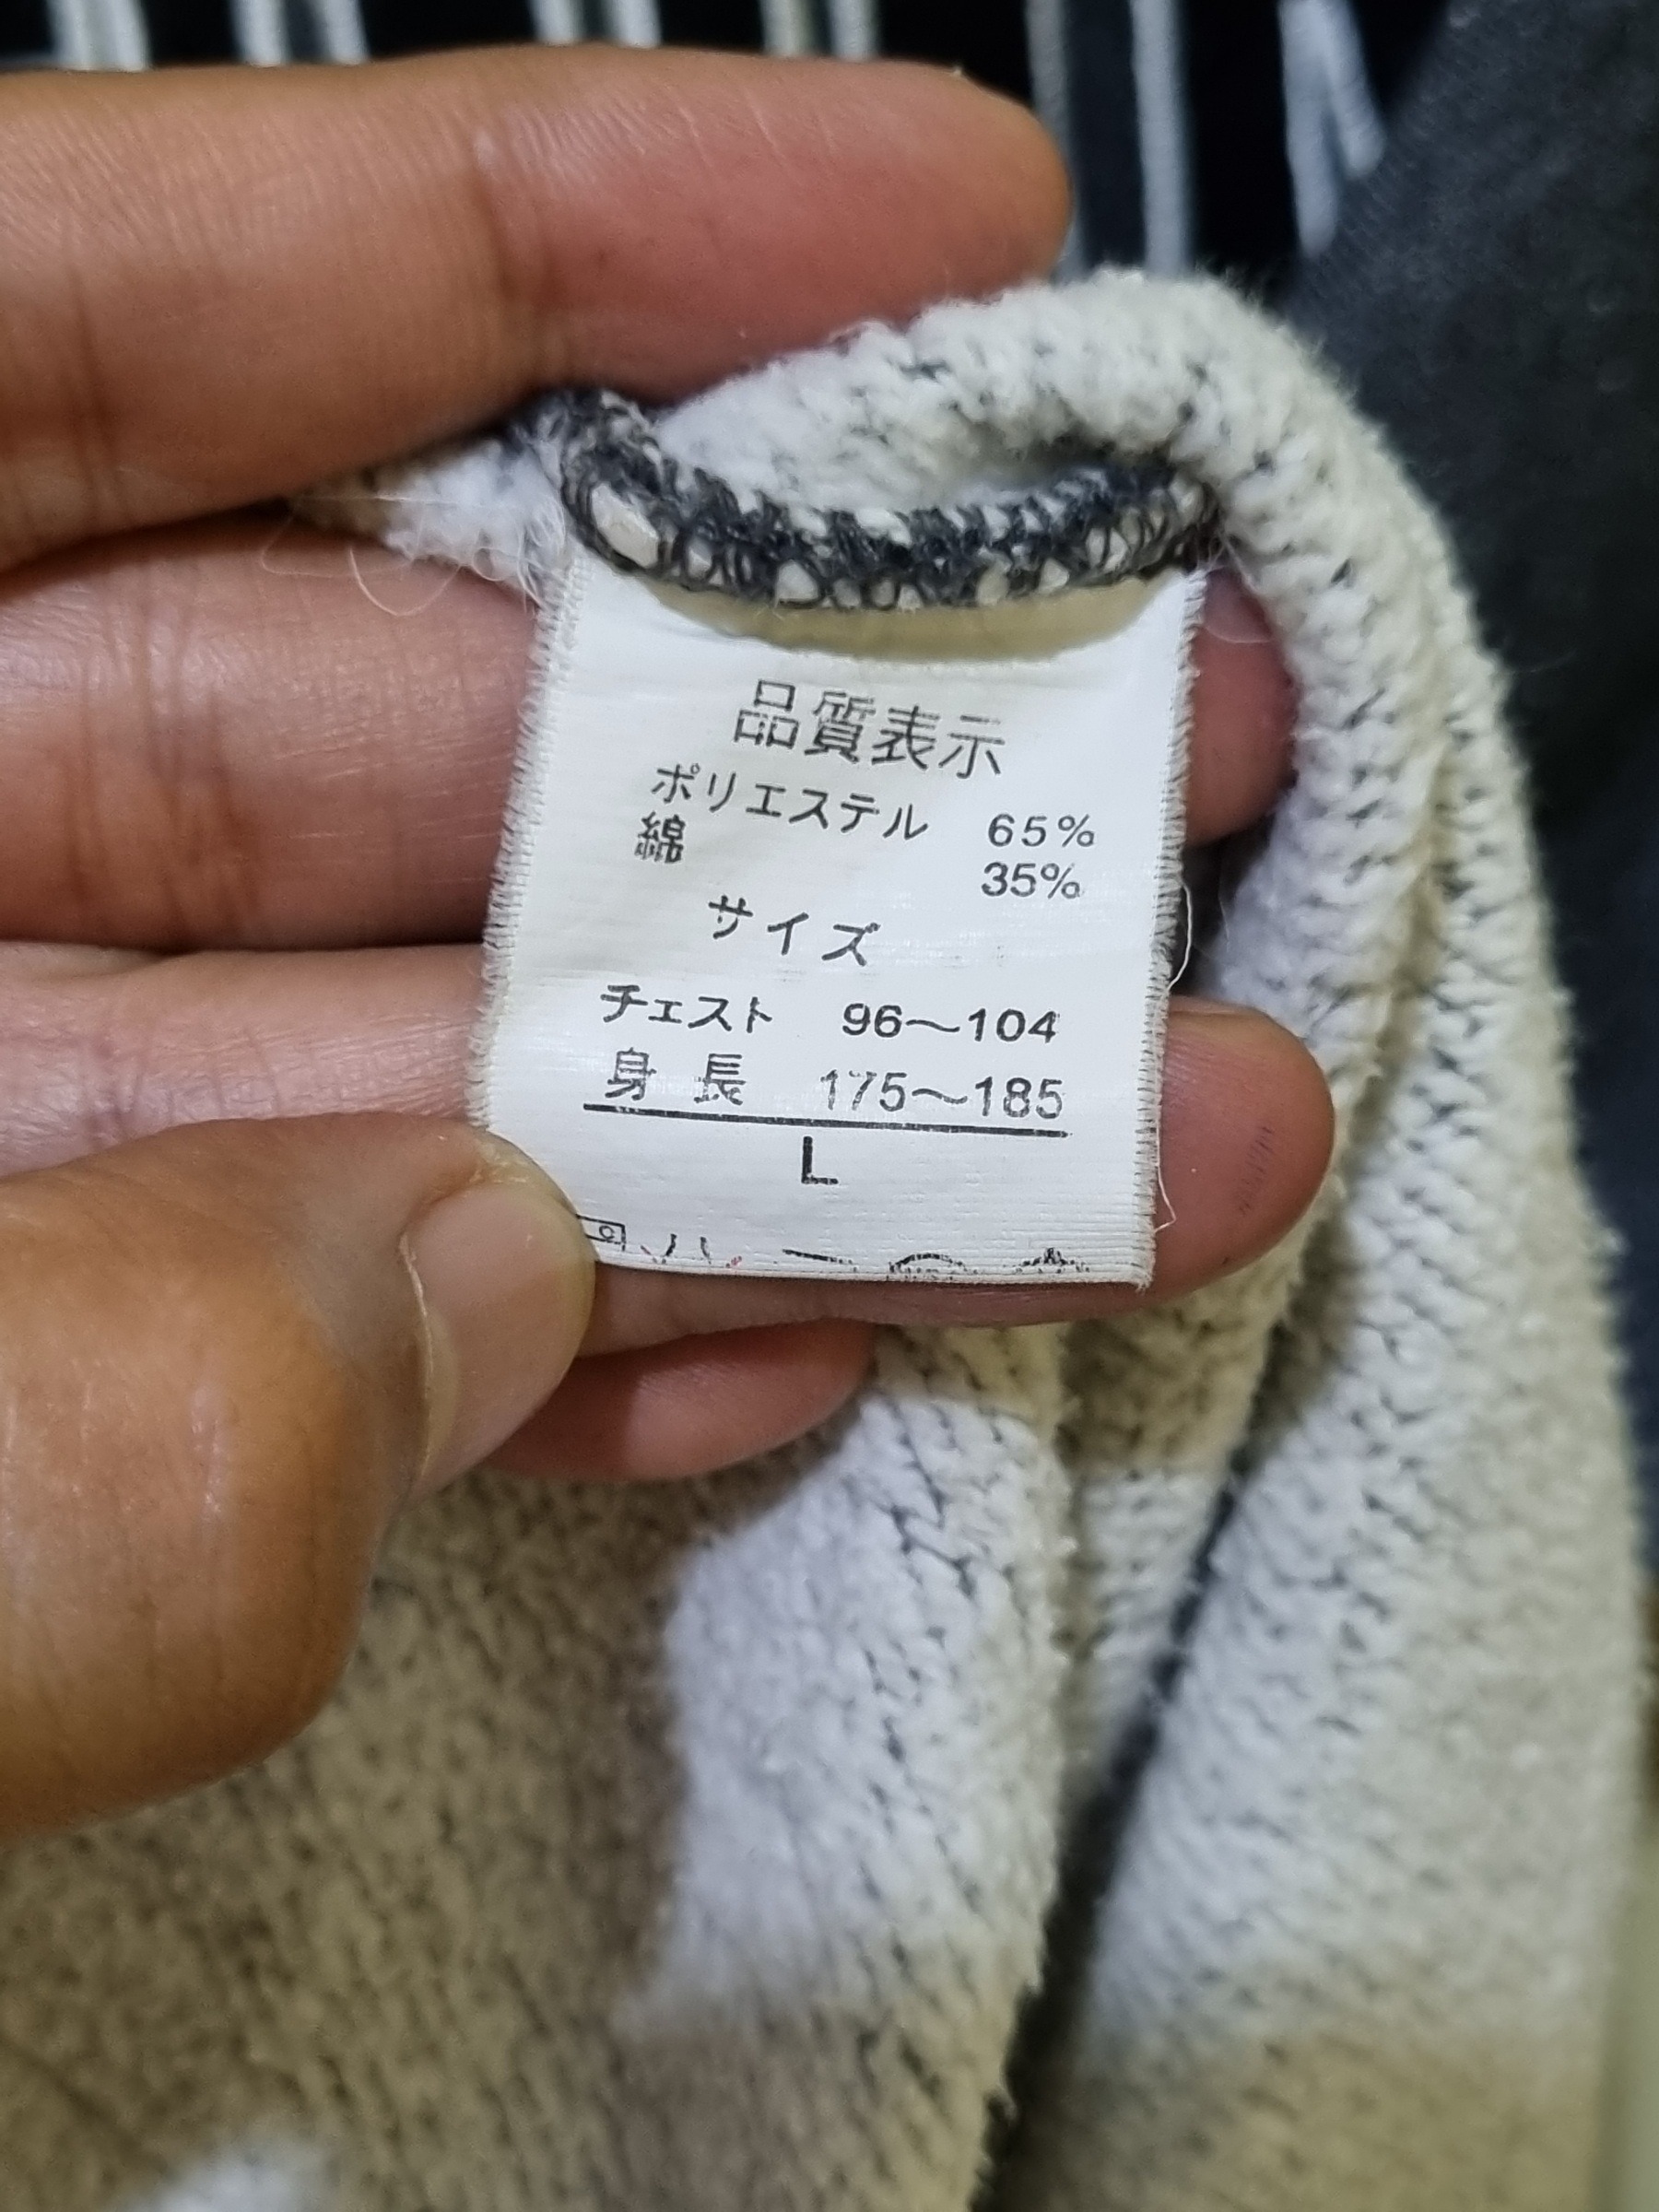 品質表示
ポリエステル 65%
綿 35%
サイズ
チェスト 96〜104
身長 175〜185
L